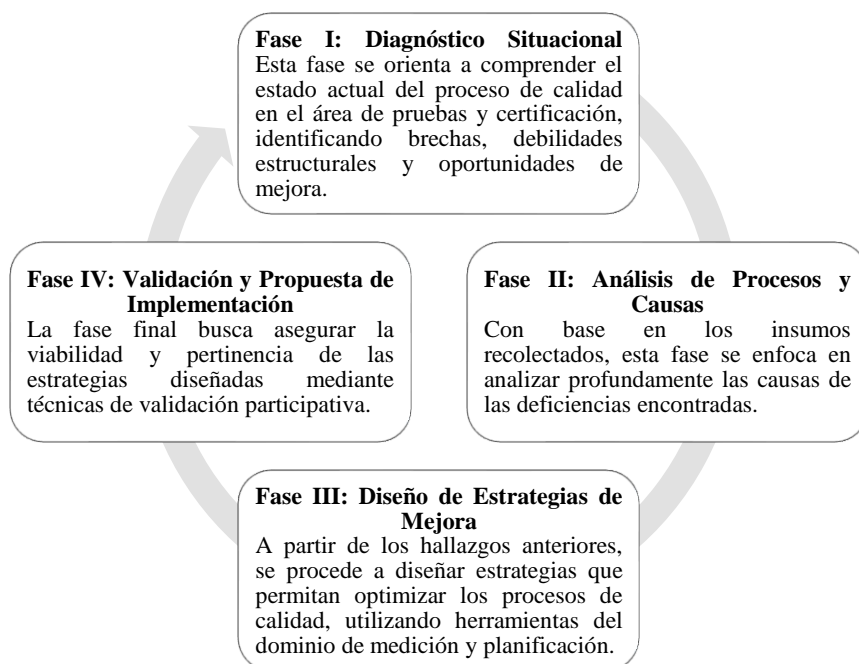 Fase I: Diagnóstico Situacional
Esta fase se orienta a comprender el
estado actual del proceso de calidad
en el área de pruebas y certificación,
identificando brechas, debilidades
estructurales y oportunidades de
mejora.
Fase II: Análisis de Procesos y
Causas
Con base en los insumos
recolectados, esta fase se enfoca en
analizar profundamente las causas de
las deficiencias encontradas.
Fase III: Diseño de Estrategias de
Mejora
A partir de los hallazgos anteriores,
se procede a diseñar estrategias que
permitan optimizar los procesos de
calidad, utilizando herramientas del
dominio de medición y planificación.
Fase IV: Validación y Propuesta de
Implementación
La fase final busca asegurar la
viabilidad y pertinencia de las
estrategias diseñadas mediante
técnicas de validación participativa.